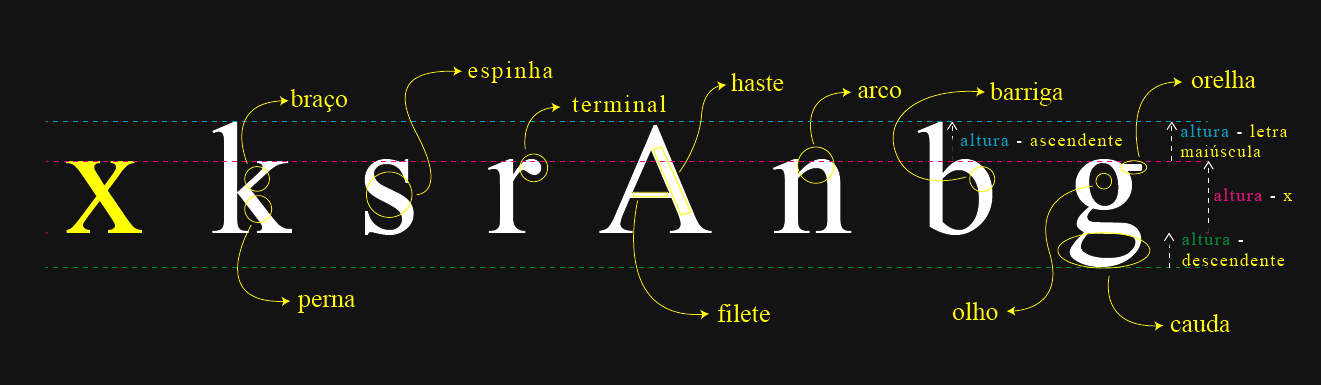 espinha
orelha
haste
arco
barriga
braço
terminal
altura - letra
maiúscula
altura - ascendente
x k s r A n b g
altura - x
altura -
descendente
perna
filete
olho
cauda